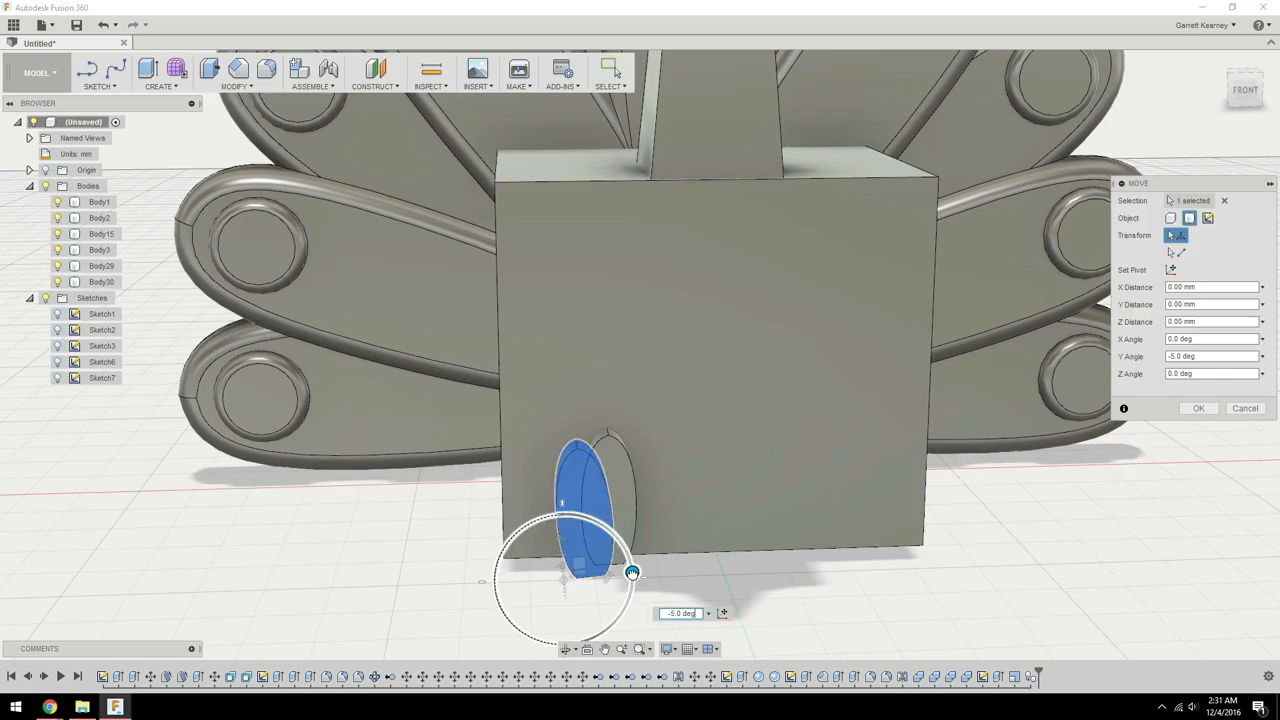 Autodesk Fusion 360
Garrett Kearney
Untitled*
MODEL
SKETCH
CREATE
MODIFY
ASSEMBLE
CONSTRUCT
INSPECT
INSERT
MAKE
ADD-INS
SELECT
FRONT
BROWSER
(Unsaved)
Named Views
Units: mm
Origin
Bodies
Body1
Body2
Body15
Body3
Body29
Body30
Sketches
Sketch1
Sketch2
Sketch3
Sketch6
Sketch7
MOVE
Selection 1 selected
Object
Transform
Set Pivot
X Distance 0.00 mm
Y Distance 0.00 mm
Z Distance 0.00 mm
X Angle 0.0 deg
Y Angle -5.0 deg
Z Angle 0.0 deg
OK Cancel
-5.0 deg
COMMENTS
2:31 AM
12/4/2016